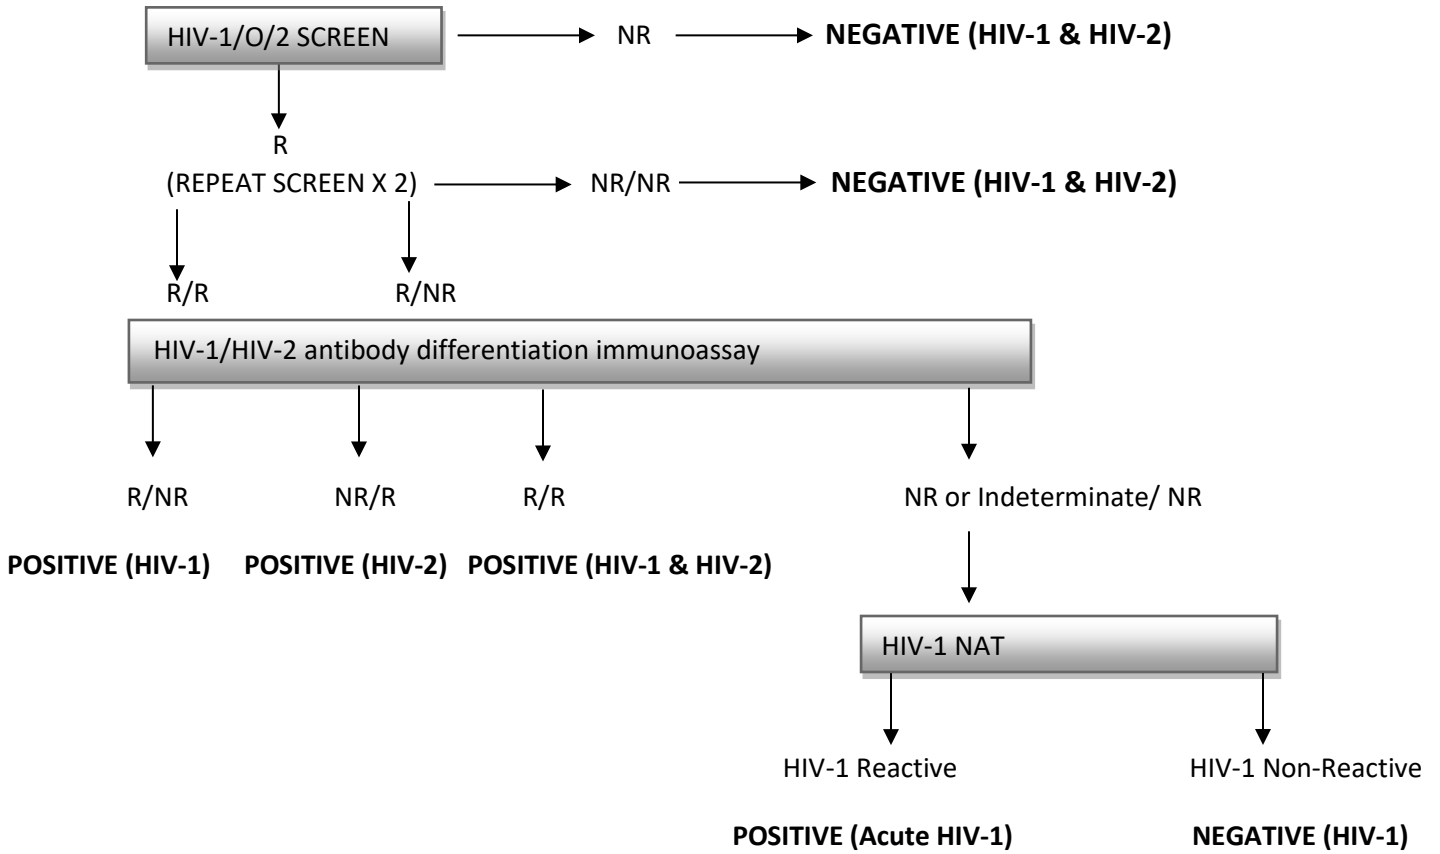 HIV-1/O/2 SCREEN NR NEGATIVE (HIV-1 & HIV-2)
R
(REPEAT SCREEN X 2) NR/NR NEGATIVE (HIV-1 & HIV-2)
R/R R/NR
HIV-1/HIV-2 antibody differentiation immunoassay
R/NR NR/R R/R NR or Indeterminate/ NR
POSITIVE (HIV-1) POSITIVE (HIV-2) POSITIVE (HIV-1 & HIV-2)
HIV-1 NAT
HIV-1 Reactive HIV-1 Non-Reactive
POSITIVE (Acute HIV-1) NEGATIVE (HIV-1)